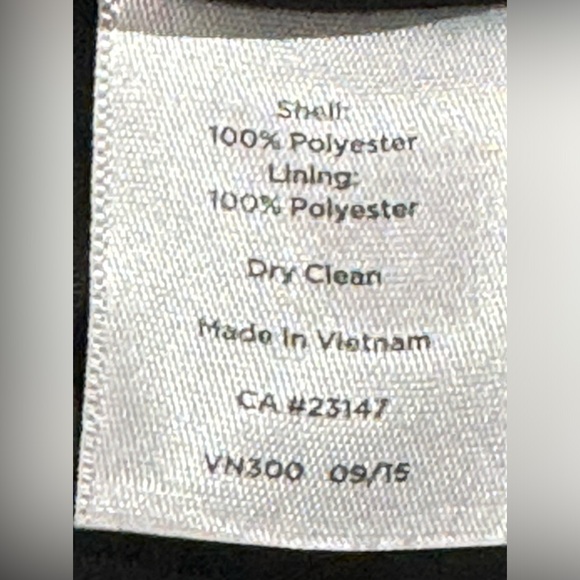 Shell:
100% Polyester
Lining:
100% Polyester
Dry Clean
Made In Vietnam
CA #23147
VN300 09/15